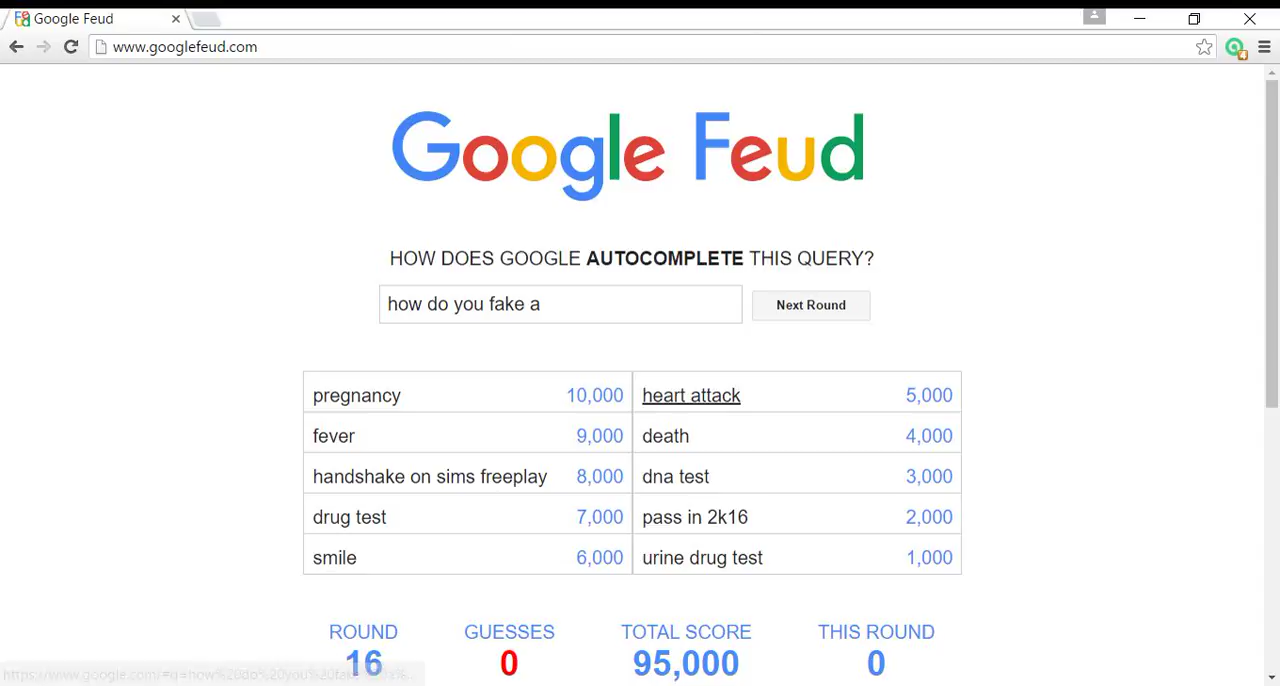 Google Feud
www.googlefeud.com
Google Feud
HOW DOES GOOGLE AUTOCOMPLETE THIS QUERY?
how do you fake a
Next Round
pregnancy 10,000 heart attack 5,000
fever 9,000 death 4,000
handshake on sims freeplay 8,000 dna test 3,000
drug test 7,000 pass in 2k16 2,000
smile 6,000 urine drug test 1,000
ROUND GUESSES TOTAL SCORE THIS ROUND
16 0 95,000 0